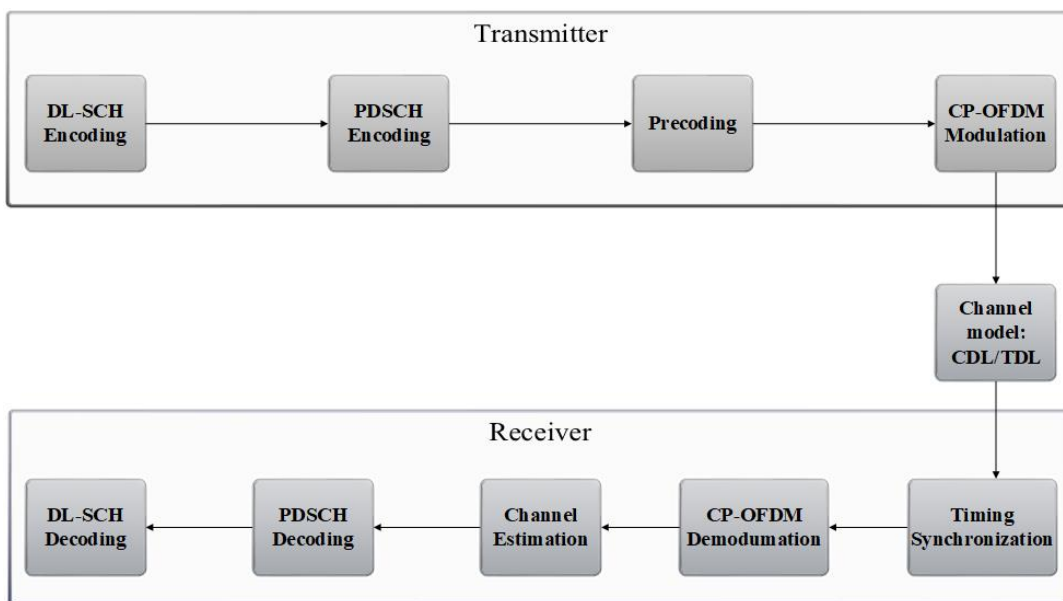 Transmitter
DL-SCH
Encoding
PDSCH
Encoding
Precoding
CP-OFDM
Modulation
Channel
model:
CDL/TDL
Receiver
DL-SCH
Decoding
PDSCH
Decoding
Channel
Estimation
CP-OFDM
Demodumation
Timing
Synchronization